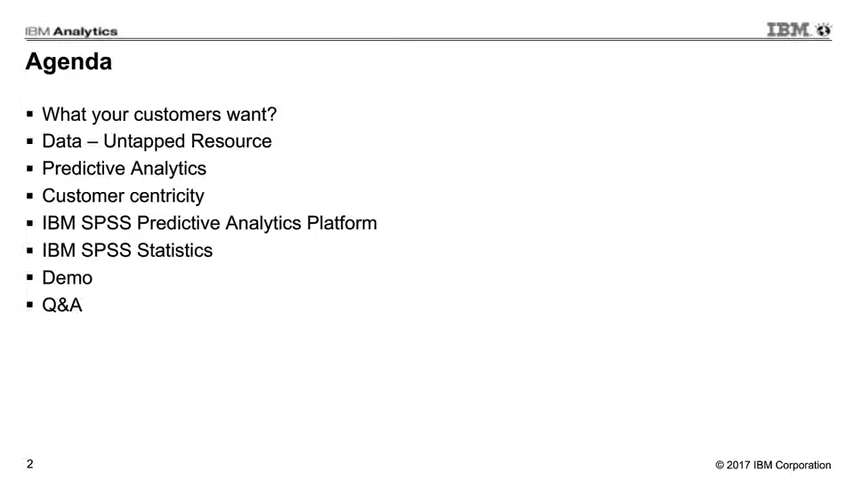 IBM Analytics
IBM
Agenda
▪ What your customers want?
▪ Data – Untapped Resource
▪ Predictive Analytics
▪ Customer centricity
▪ IBM SPSS Predictive Analytics Platform
▪ IBM SPSS Statistics
▪ Demo
▪ Q&A
2
© 2017 IBM Corporation